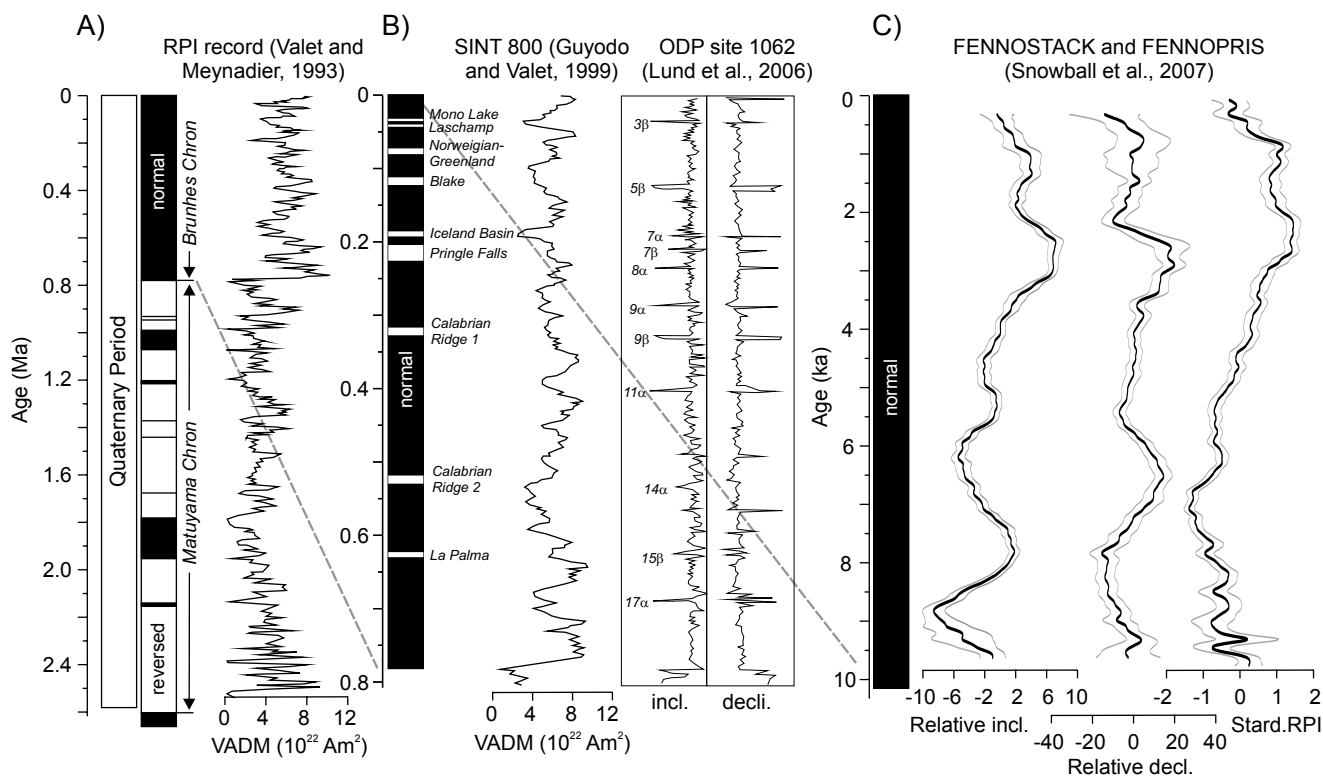 A)
RPI record (Valet and
Meynadier, 1993)
B)
SINT 800 (Guyodo
and Valet, 1999)
ODP site 1062
(Lund et al., 2006)
C)
FENNOSTACK and FENNOPRIS
(Snowball et al., 2007)
Age (Ma)
0
0.4
0.8
1.2
1.6
2.0
2.4
Quaternary Period
normal
reversed
Brunhes Chron
Matuyama Chron
0 4 8 12
VADM (10²² Am²)
0
0.2
0.4
0.6
0.8
normal
Mono Lake
Laschamp
Norweigian-
Greenland
Blake
Iceland Basin
Pringle Falls
Calabrian
Ridge 1
Calabrian
Ridge 2
La Palma
0 4 8 12
VADM (10²² Am²)
3β
5β
7α
7β
8α
9α
9β
11α
14α
15β
17α
incl. decli.
Age (ka)
0
2
4
6
8
10
normal
-10 -2 2 10
Relative incl.
-40 -20 0 20 40
Relative decl.
-2 -1 0 1 2
Stard.RPI